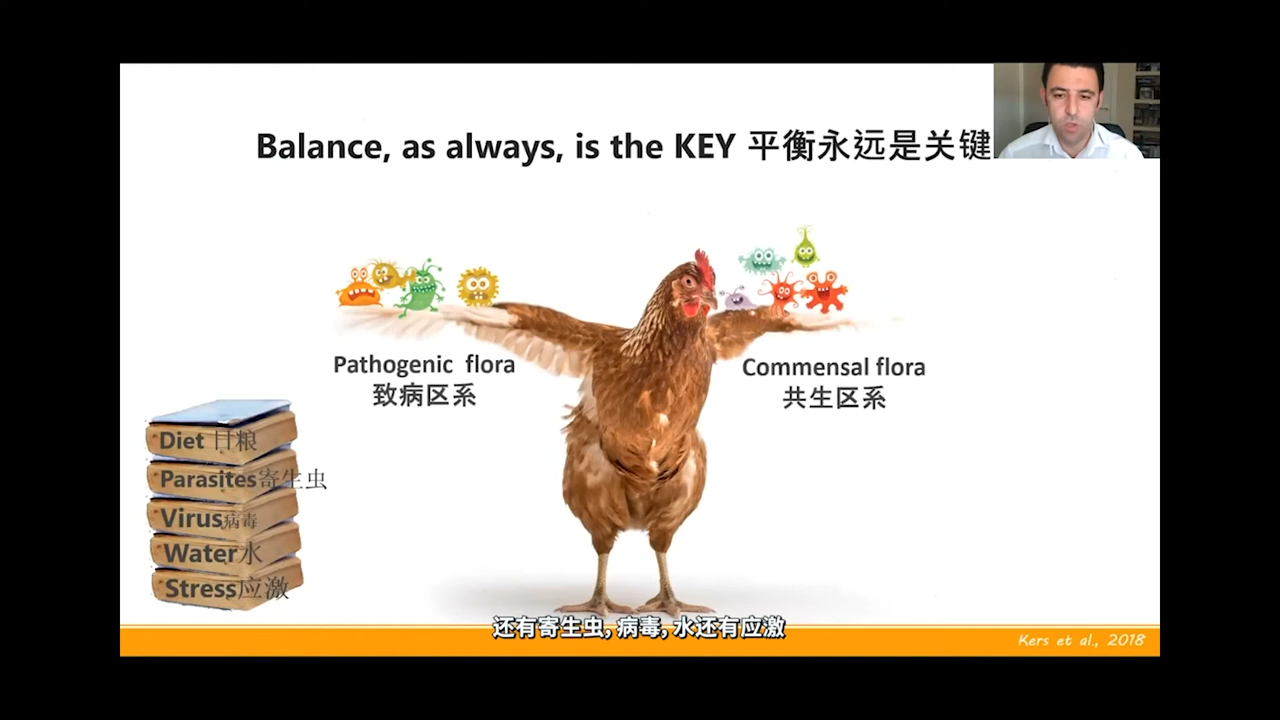 Balance, as always, is the KEY 平衡永远是关键
Pathogenic flora
致病区系
Commensal flora
共生区系
Diet 日粮
Parasites寄生虫
Virus病毒
Water水
Stress应激
还有寄生虫, 病毒, 水还有应激
Kers et al., 2018